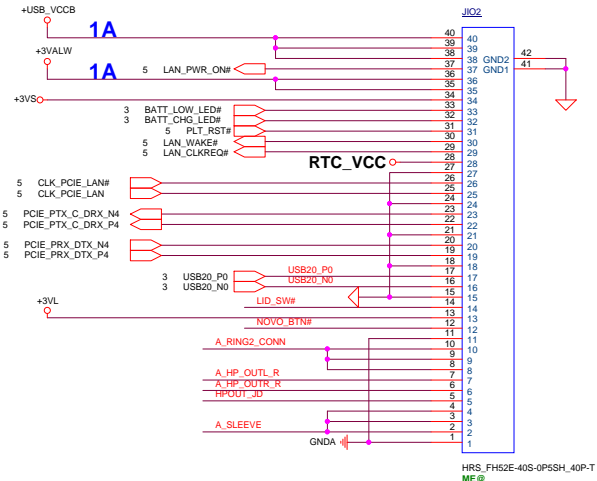 +USB_VCCB
JIO2
1A
40 40
39 39
38 38 GND2 42
+3VALW
1A
5 LAN_PWR_ON# 37 37 GND1 41
36 36
35 35
+3VS 34 34
3 BATT_LOW_LED# 33 33
3 BATT_CHG_LED# 32 32
5 PLT_RST# 31 31
5 LAN_WAKE# 30 30
5 LAN_CLKREQ# 29 29
RTC_VCC 28 28
27 27
5 CLK_PCIE_LAN# 26 26
5 CLK_PCIE_LAN 25 25
24 24
5 PCIE_PTX_C_DRX_N4 23 23
5 PCIE_PTX_C_DRX_P4 22 22
21 21
5 PCIE_PRX_DTX_N4 20 20
5 PCIE_PRX_DTX_P4 19 19
18 18
3 USB20_P0 USB20_P0 17 17
3 USB20_N0 USB20_N0 16 16
15 15
LID_SW# 14 14
+3VL 13 13
NOVO_BTN# 12 12
11 11
A_RING2_CONN 10 10
9 9
8 8
A_HP_OUTL_R 7 7
A_HP_OUTR_R 6 6
HPOUT_JD 5 5
4 4
3 3
A_SLEEVE 2 2
GNDA 1 1
HRS_FH52E-40S-0P5SH_40P-T
ME@